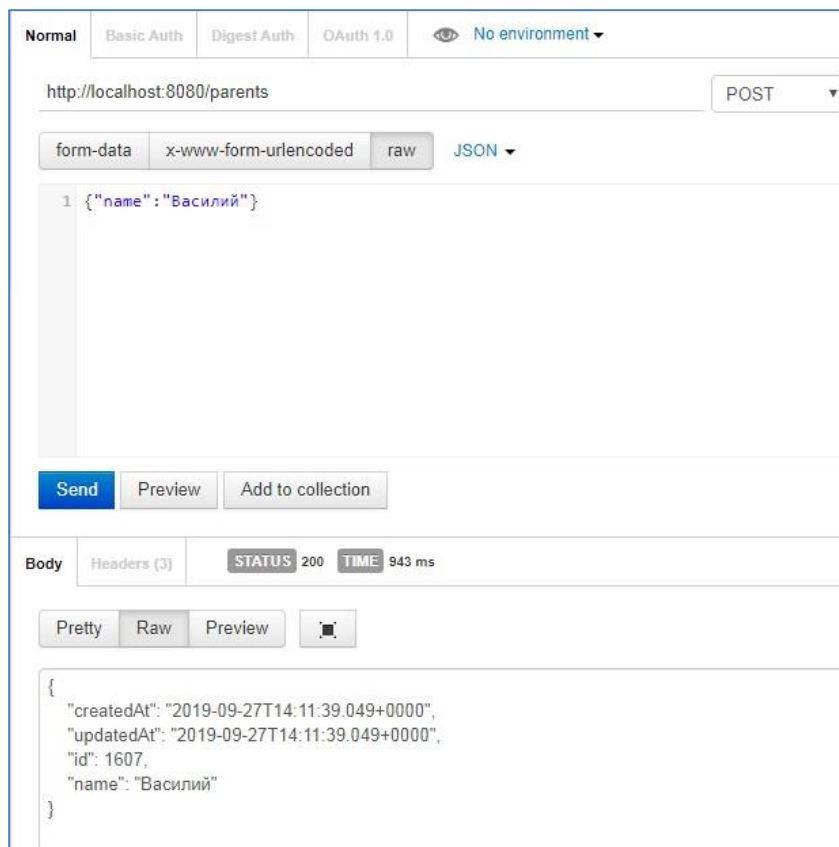 Normal Basic Auth Digest Auth OAuth 1.0 No environment
http://localhost:8080/parents POST
form-data x-www-form-urlencoded raw JSON
1 {"name":"Василий"}
Send Preview Add to collection
Body Headers (3) STATUS 200 TIME 943 ms
Pretty Raw Preview
{
"createdAt": "2019-09-27T14:11:39.049+0000",
"updatedAt": "2019-09-27T14:11:39.049+0000",
"id": 1607,
"name": "Василий"
}